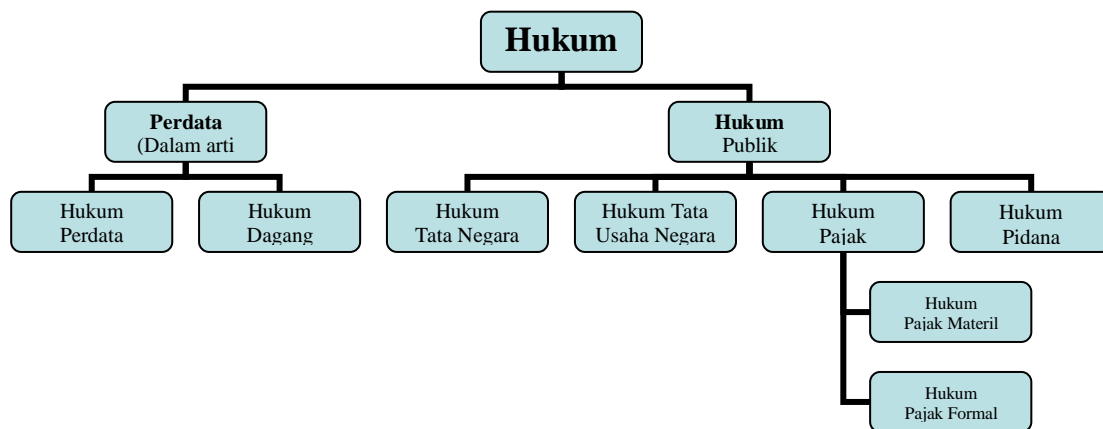 Hukum
Perdata
(Dalam arti
Hukum
Publik
Hukum
Perdata
Hukum
Dagang
Hukum
Tata Negara
Hukum Tata
Usaha Negara
Hukum
Pajak
Hukum
Pidana
Hukum
Pajak Materil
Hukum
Pajak Formal